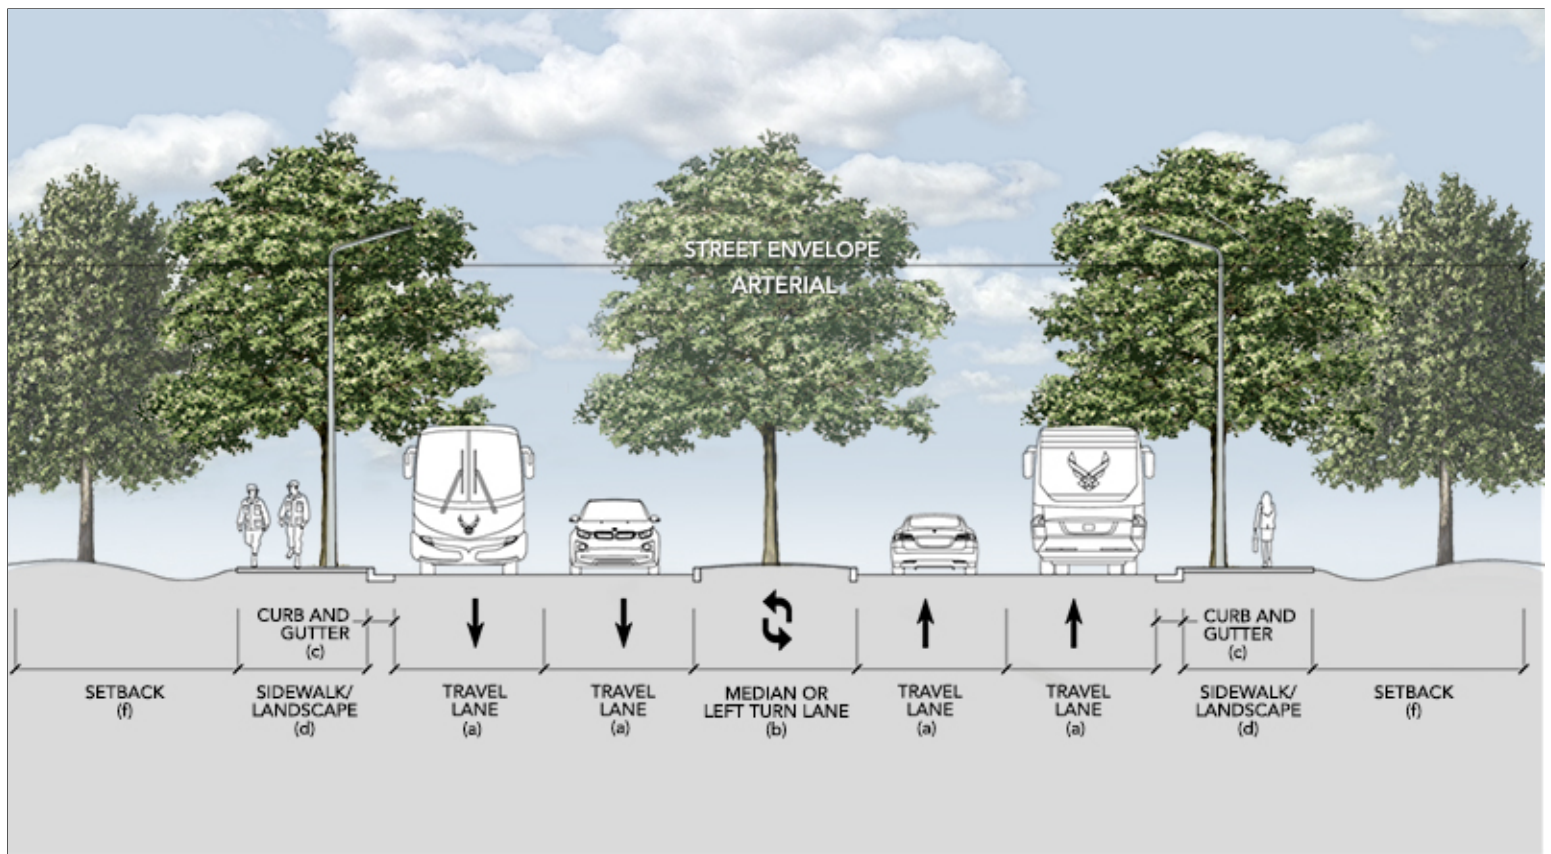 STREET ENVELOPE
ARTERIAL
CURB AND
GUTTER
(c)
CURB AND
GUTTER
(c)
SETBACK
(f)
SIDEWALK/
LANDSCAPE
(d)
TRAVEL
LANE
(a)
TRAVEL
LANE
(a)
MEDIAN OR
LEFT TURN LANE
(b)
TRAVEL
LANE
(a)
TRAVEL
LANE
(a)
SIDEWALK/
LANDSCAPE
(d)
SETBACK
(f)